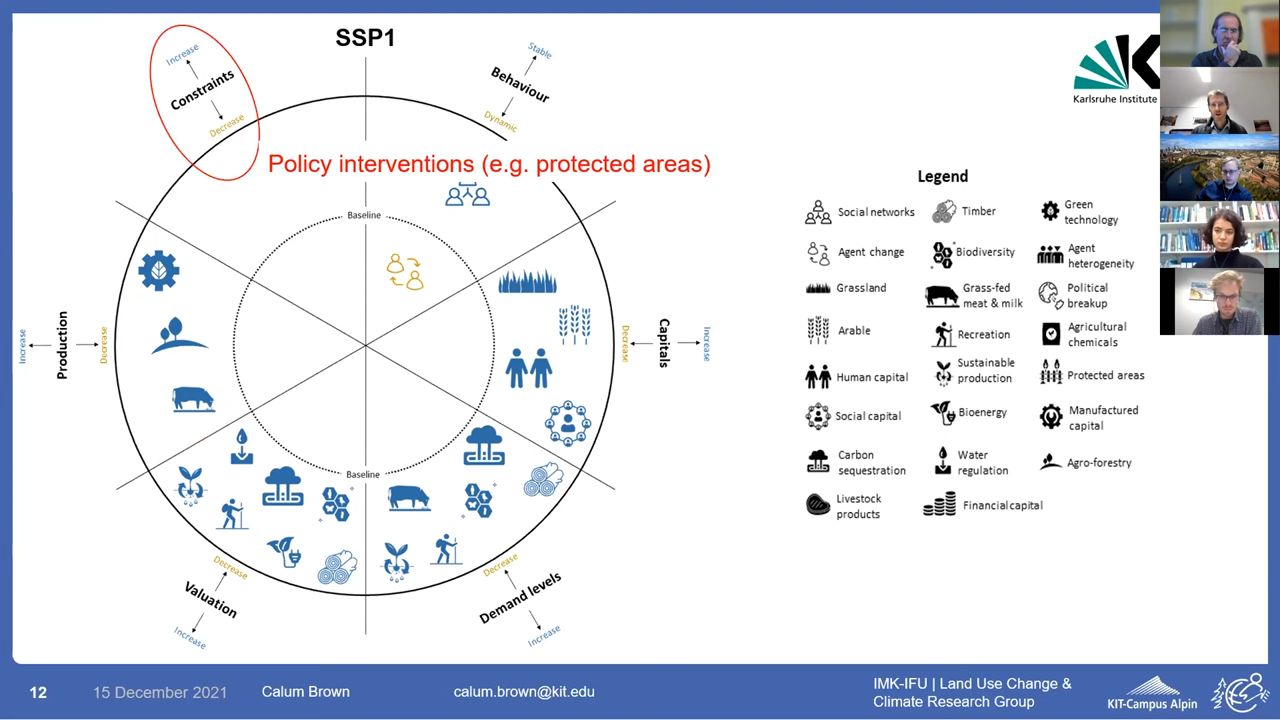 SSP1
Increase
Constraints
Decrease
Stable
Behaviour
Dynamic
Karlsruhe Institute
Policy interventions (e.g. protected areas)
Baseline
Increase
Production
Decrease
Decrease
Capitals
Increase
Baseline
Decrease
Valuation
Increase
Decrease
Demand levels
Increase
Legend
Social networks
Timber
Green
technology
Agent change
Biodiversity
Agent
heterogeneity
Grassland
Grass-fed
meat & milk
Political
breakup
Arable
Recreation
Agricultural
chemicals
Human capital
Sustainable
production
Protected areas
Social capital
Bioenergy
Manufactured
capital
Carbon
sequestration
Water
regulation
Agro-forestry
Livestock
products
Financial capital
12
15 December 2021
Calum Brown
calum.brown@kit.edu
IMK-IFU | Land Use Change &
Climate Research Group
KIT-Campus Alpin